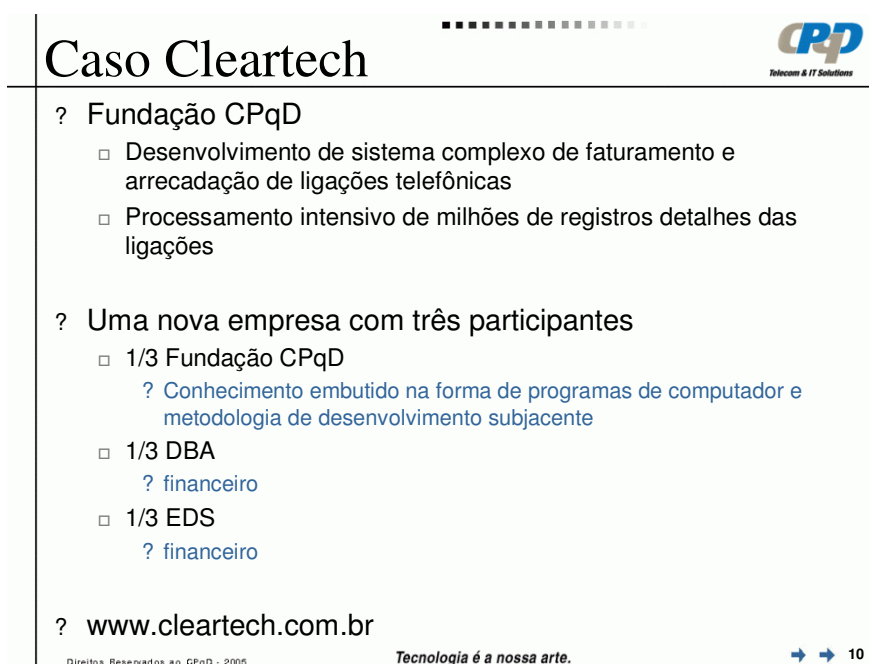 Caso Cleartech
CPqD
Telecom & IT Solutions
? Fundação CPqD
□ Desenvolvimento de sistema complexo de faturamento e
arrecadação de ligações telefônicas
□ Processamento intensivo de milhões de registros detalhes das
ligações
? Uma nova empresa com três participantes
□ 1/3 Fundação CPqD
? Conhecimento embutido na forma de programas de computador e
metodologia de desenvolvimento subjacente
□ 1/3 DBA
? financeiro
□ 1/3 EDS
? financeiro
? www.cleartech.com.br
Direitos Reservados ao CPqD - 2005
Tecnologia é a nossa arte.
10